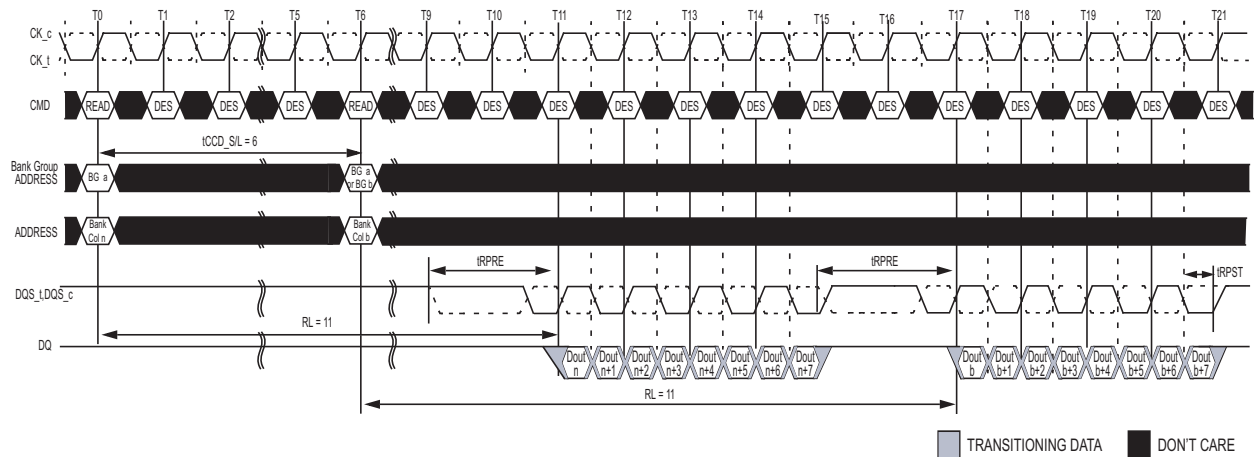 T0 T1 T2 T5 T6 T9 T10 T11 T12 T13 T14 T15 T16 T17 T18 T19 T20 T21
CK_c
CK_t
CMD READ DES DES DES READ DES DES DES DES DES DES DES DES DES DES DES DES DES
tCCD_S/L = 6
Bank Group
ADDRESS
BG a
BG a
or BG b
ADDRESS
Bank
Col n
Bank
Col b
tRPRE tRPRE tRPST
DQS_t,DQS_c
RL = 11
DQ
Dout Dout Dout Dout Dout Dout Dout Dout Dout Dout Dout Dout Dout Dout Dout Dout
n n+1 n+2 n+3 n+4 n+5 n+6 n+7 b b+1 b+2 b+3 b+4 b+5 b+6 b+7
RL = 11
TRANSITIONING DATA DON'T CARE